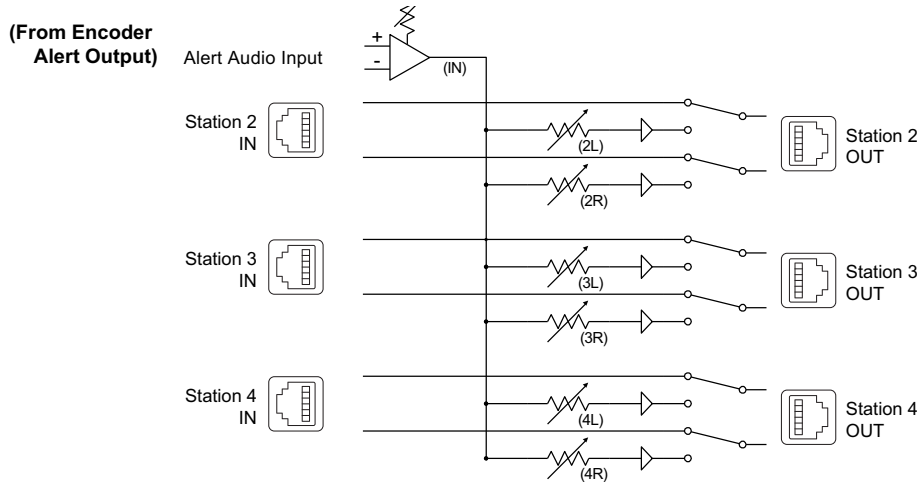 (From Encoder
Alert Output)
Alert Audio Input
+
-
(IN)
Station 2
IN
(2L)
(2R)
Station 2
OUT
Station 3
IN
(3L)
(3R)
Station 3
OUT
Station 4
IN
(4L)
(4R)
Station 4
OUT